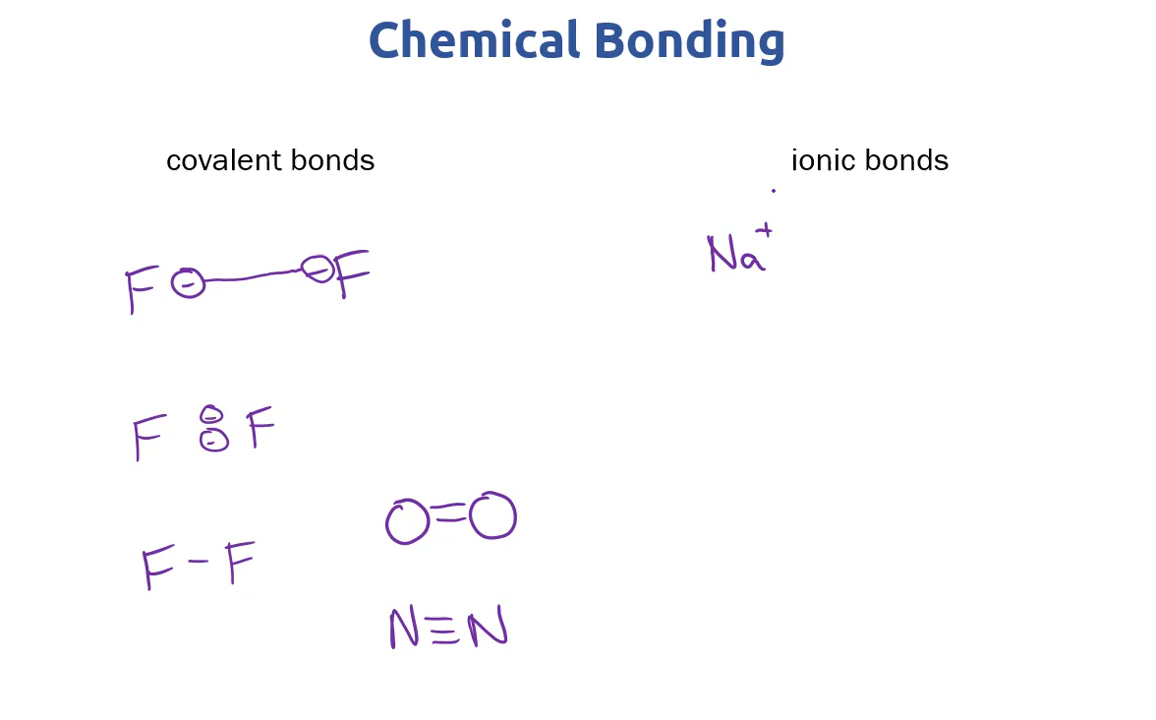 Chemical Bonding
covalent bonds
F ⊖—⊖ F
F ⊖⊖ F
F - F
O=O
N≡N
ionic bonds
Na⁺